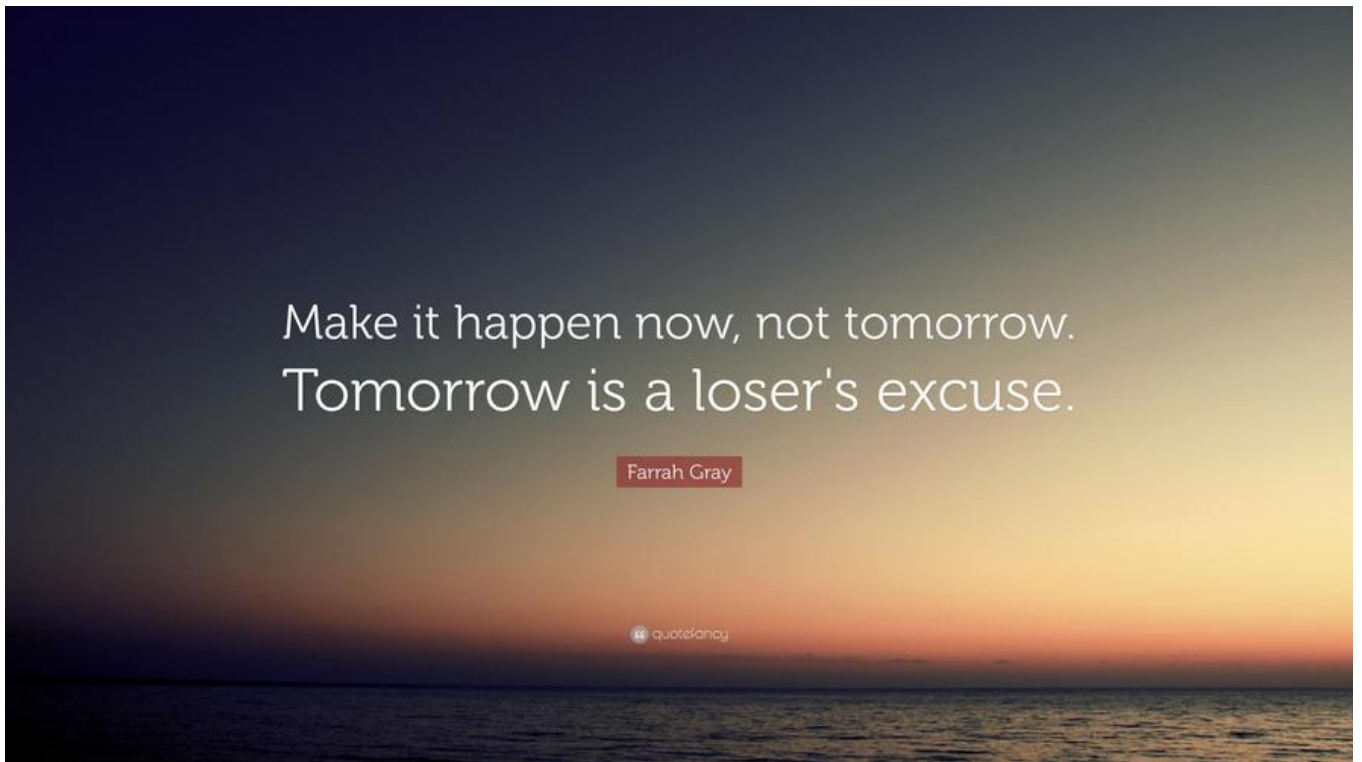 Make it happen now, not tomorrow.
Tomorrow is a loser's excuse.
Farrah Gray
quotefancy